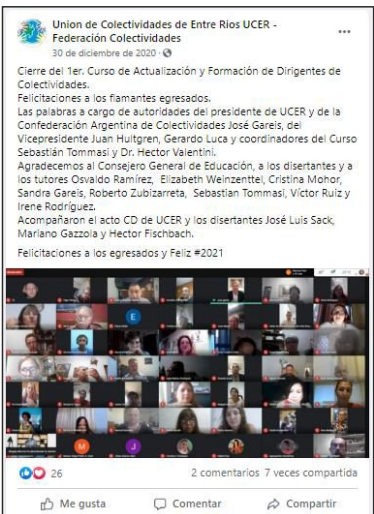 Union de Colectividades de Entre Rios UCER -
Federación Colectividades
30 de diciembre de 2020 ·
Cierre del 1er. Curso de Actualización y Formación de Dirigentes de
Colectividades.
Felicitaciones a los flamantes egresados.
Las palabras a cargo de autoridades del presidente de UCER y de la
Confederación Argentina de Colectividades José Gareis, del
Vicepresidente Juan Hultgren, Gerardo Luca y coordinadores del Curso
Sebastián Tommasi y Dr. Hector Valentini.
Agradecemos al Consejero General de Educación, a los disertantes y a
los tutores Osvaldo Ramírez, Elizabeth Weinzenttel, Cristina Mohor,
Sandra Gareis, Roberto Zubizarreta, Sebastian Tommasi, Víctor Ruiz y
Irene Rodríguez.
Acompañaron el acto CD de UCER y los disertantes José Luis Sack,
Mariano Gazzola y Hector Fischbach.
Felicitaciones a los egresados y Feliz #2021
E
M
J
26
2 comentarios 7 veces compartida
Me gusta
Comentar
Compartir